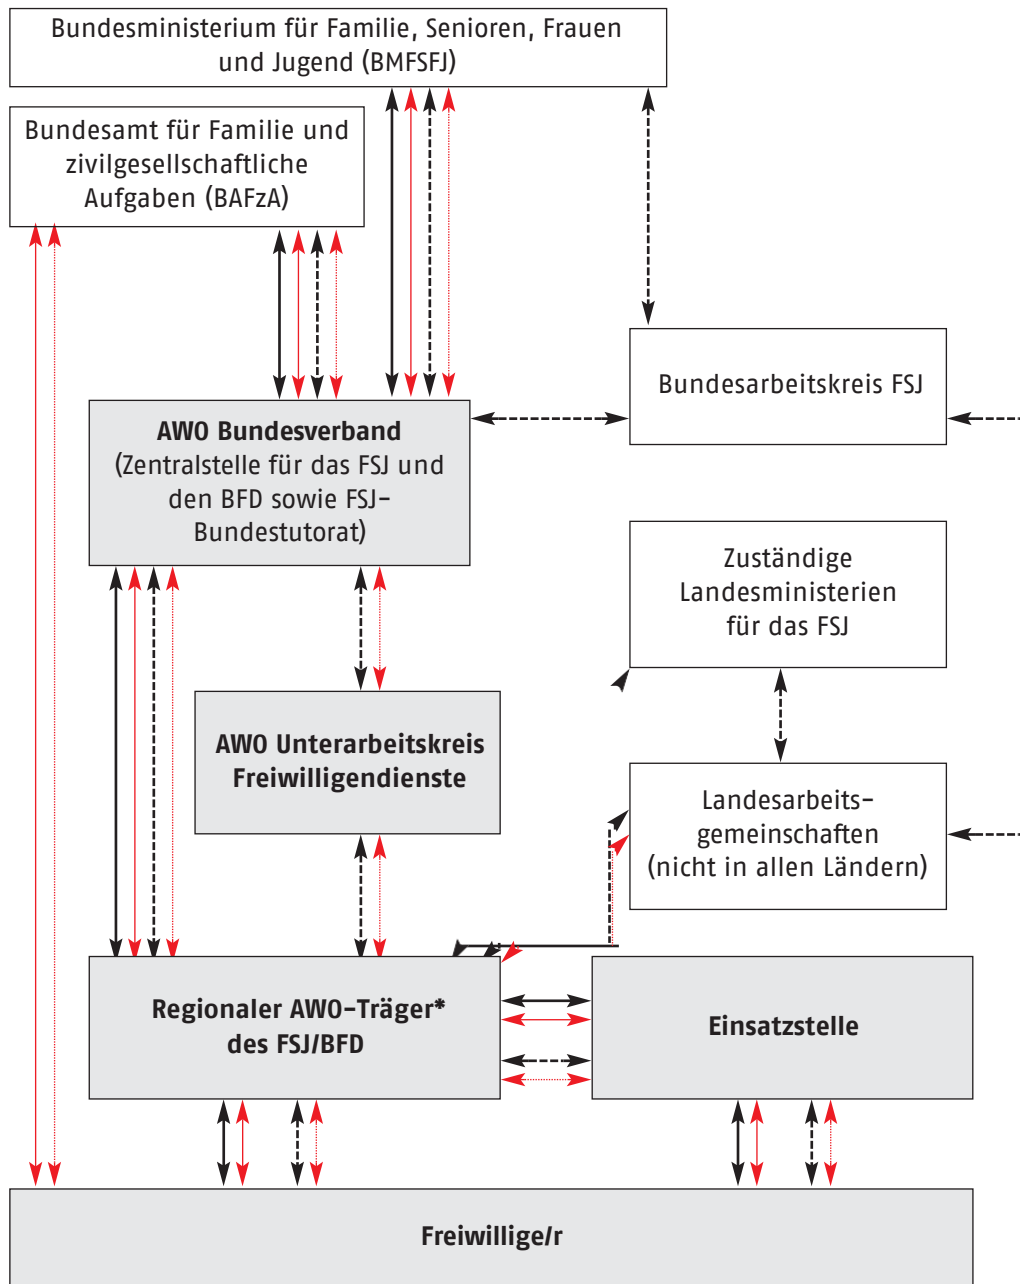 Bundesministerium für Familie, Senioren, Frauen
und Jugend (BMFSFJ)
Bundesamt für Familie und
zivilgesellschaftliche
Aufgaben (BAFzA)
Bundesarbeitskreis FSJ
AWO Bundesverband
(Zentralstelle für das FSJ und
den BFD sowie FSJ-
Bundestutorat)
Zuständige
Landesministerien
für das FSJ
AWO Unterarbeitskreis
Freiwilligendienste
Landesarbeits-
gemeinschaften
(nicht in allen Ländern)
Regionaler AWO-Träger*
des FSJ/BFD
Einsatzstelle
Freiwillige/r